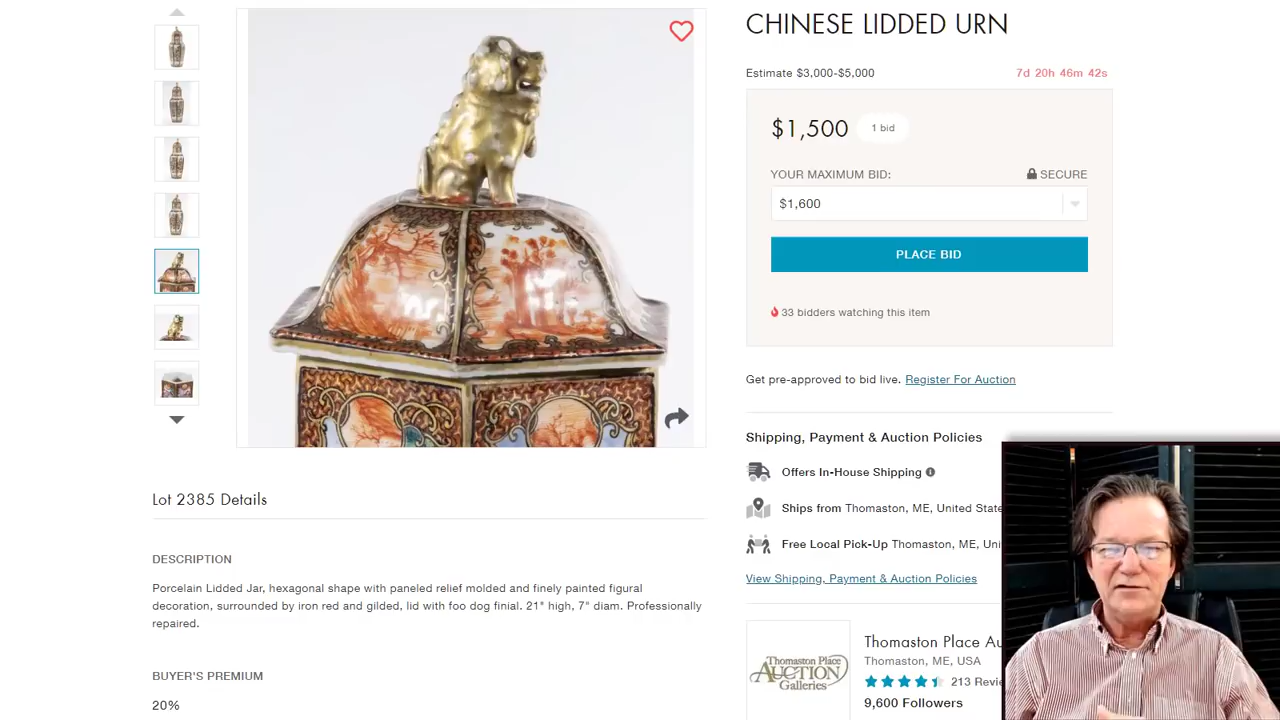 CHINESE LIDDED URN
Estimate $3,000-$5,000
7d 20h 46m 42s
$1,500
1 bid
YOUR MAXIMUM BID:
SECURE
$1,600
PLACE BID
33 bidders watching this item
Get pre-approved to bid live. Register For Auction
Shipping, Payment & Auction Policies
Offers In-House Shipping
Ships from Thomaston, ME, United State
Free Local Pick-Up Thomaston, ME, Uni
View Shipping, Payment & Auction Policies
Thomaston Place
AUCTION
Galleries
Thomaston Place Au
Thomaston, ME, USA
213 Revie
9,600 Followers
Lot 2385 Details
DESCRIPTION
Porcelain Lidded Jar, hexagonal shape with paneled relief molded and finely painted figural
decoration, surrounded by iron red and gilded, lid with foo dog finial. 21" high, 7" diam. Professionally
repaired.
BUYER'S PREMIUM
20%